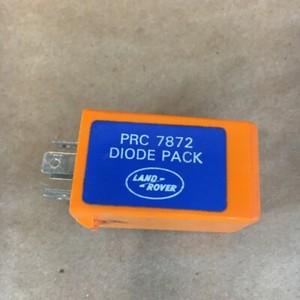 PRC 7872
DIODE PACK
LAND
ROVER